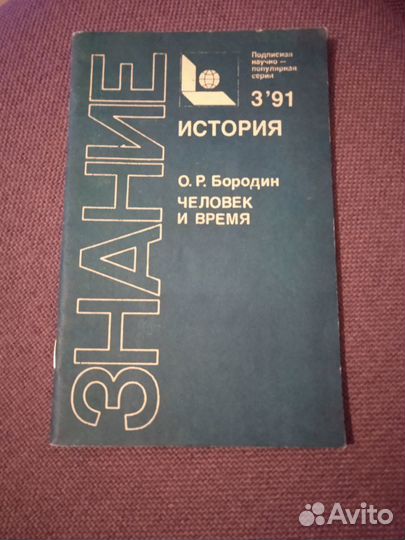 ЗНАНИЕ
Подписная
научно —
популярная
серия
3'91
ИСТОРИЯ
О. Р. Бородин
ЧЕЛОВЕК
И ВРЕМЯ
Avito